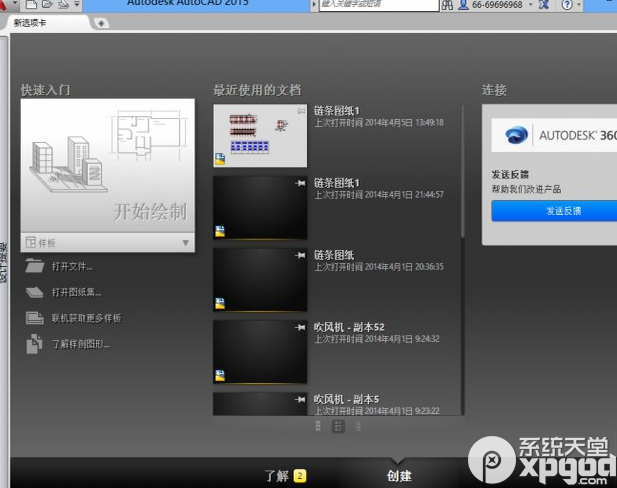 Autodesk AutoCAD 2015
键入关键字或短语
66-69696968
新选项卡
快速入门
开始绘制
样板
打开文件...
打开图纸集...
联机获取更多样板
了解样例图形...
最近使用的文档
链条图纸1
上次打开时间 2014年4月5日 13:49:18
链条图纸1
上次打开时间 2014年4月1日 21:44:57
链条图纸
上次打开时间 2014年4月1日 20:36:35
吹风机 - 副本52
上次打开时间 2014年4月1日 9:24:32
吹风机 - 副本5
上次打开时间 2014年4月1日 9:23:22
连接
AUTODESK® 360
发送反馈
帮助我们改进产品
发送反馈
了解 2
创建
系统天堂
xpgod
.com